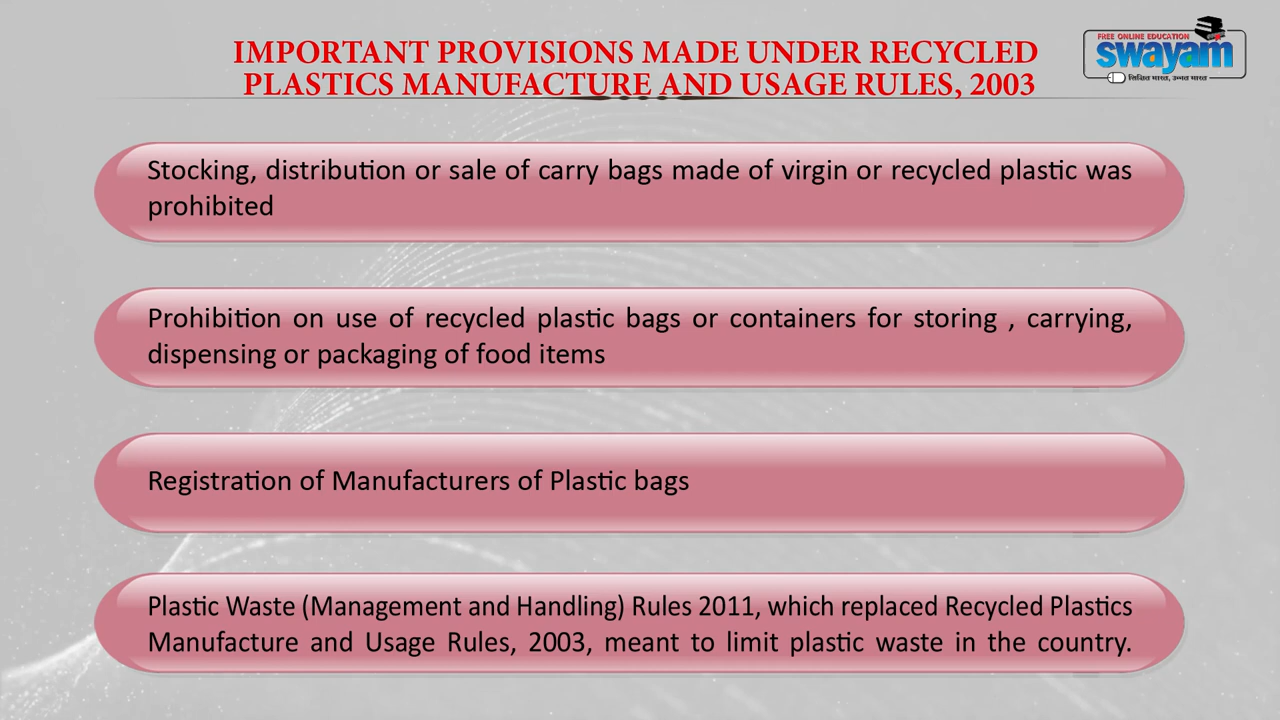 IMPORTANT PROVISIONS MADE UNDER RECYCLED
PLASTICS MANUFACTURE AND USAGE RULES, 2003
FREE ONLINE EDUCATION
swayam
शिक्षित भारत, उन्नत भारत
Stocking, distribution or sale of carry bags made of virgin or recycled plastic was
prohibited
Prohibition on use of recycled plastic bags or containers for storing , carrying,
dispensing or packaging of food items
Registration of Manufacturers of Plastic bags
Plastic Waste (Management and Handling) Rules 2011, which replaced Recycled Plastics
Manufacture and Usage Rules, 2003, meant to limit plastic waste in the country.